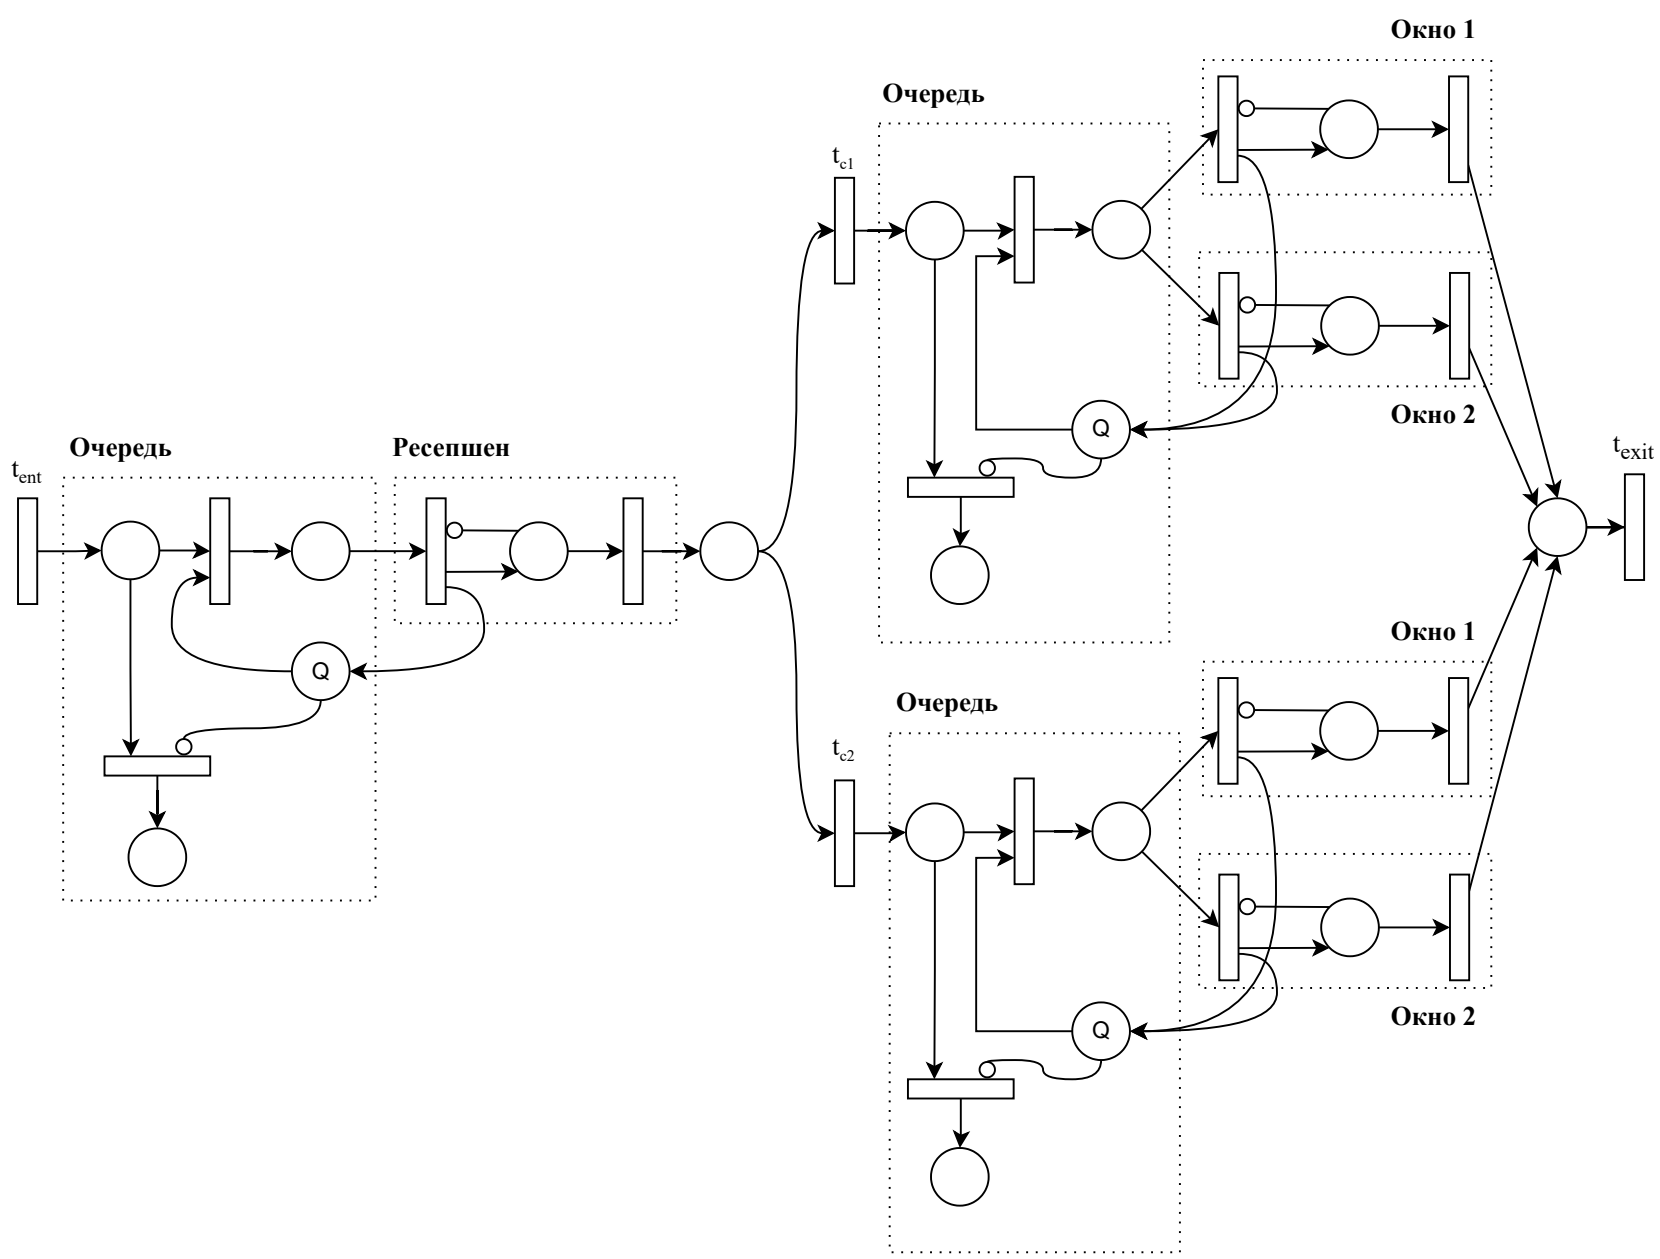 Окно 1
Очередь
t_c1
Окно 2
Q
Очередь
Ресепшен
t_ent
t_exit
Q
Окно 1
Очередь
t_c2
Окно 2
Q